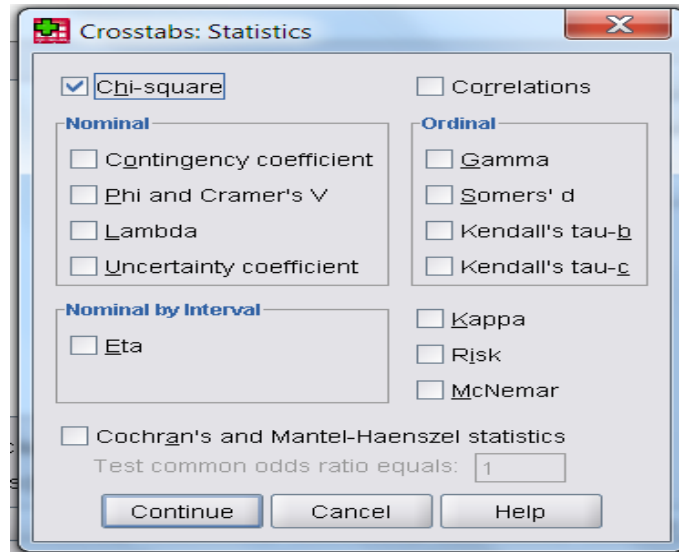 Crosstabs: Statistics
Chi-square
Correlations
Nominal
Contingency coefficient
Phi and Cramer's V
Lambda
Uncertainty coefficient
Ordinal
Gamma
Somers' d
Kendall's tau-b
Kendall's tau-c
Nominal by Interval
Eta
Kappa
Risk
McNemar
Cochran's and Mantel-Haenszel statistics
Test common odds ratio equals: 1
Continue
Cancel
Help